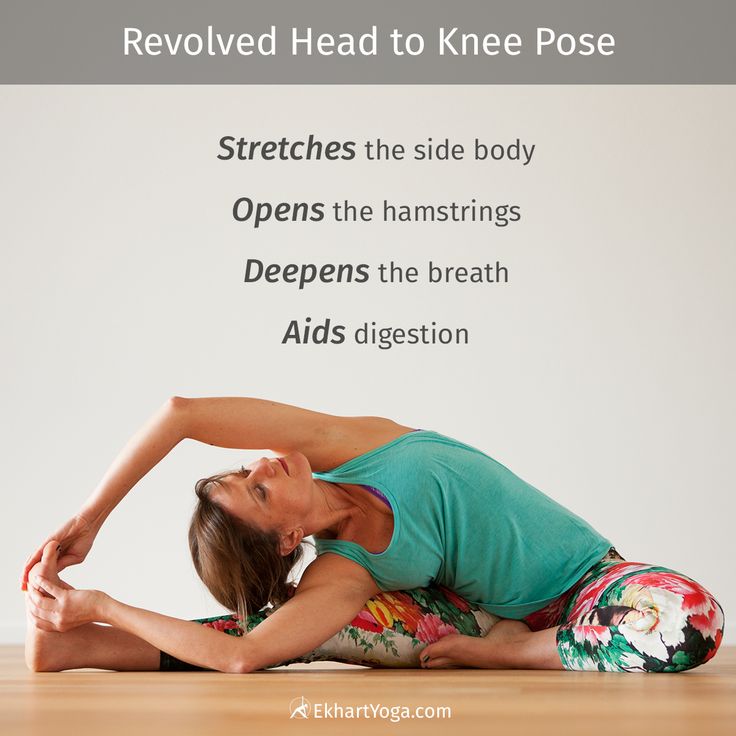 Revolved Head to Knee Pose
Stretches the side body
Opens the hamstrings
Deepens the breath
Aids digestion
EkhartYoga.com